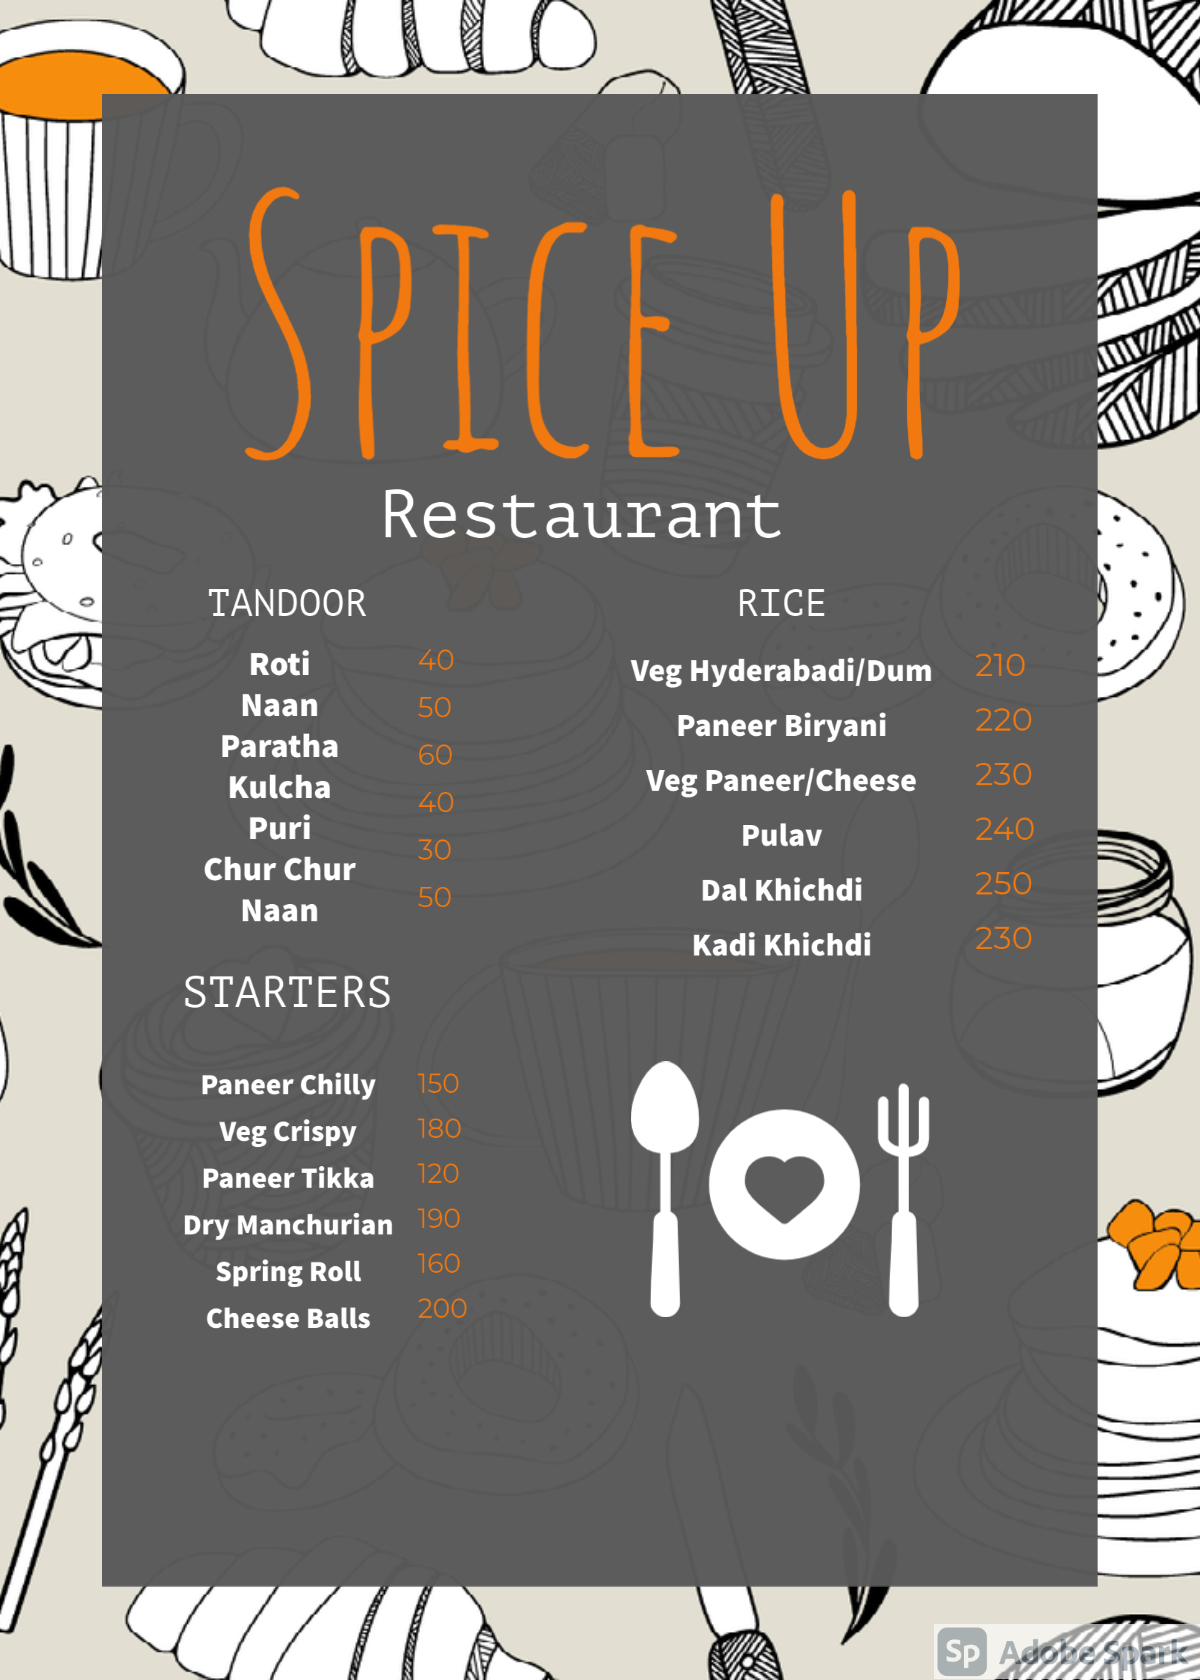 SPICE UP
Restaurant
TANDOOR
Roti 40
Naan 50
Paratha 60
Kulcha 40
Puri 30
Chur Chur 50
Naan
STARTERS
Paneer Chilly 150
Veg Crispy 180
Paneer Tikka 120
Dry Manchurian 190
Spring Roll 160
Cheese Balls 200
RICE
Veg Hyderabadi/Dum 210
Paneer Biryani 220
Veg Paneer/Cheese 230
Pulav 240
Dal Khichdi 250
Kadi Khichdi 230
Sp Adobe Spark